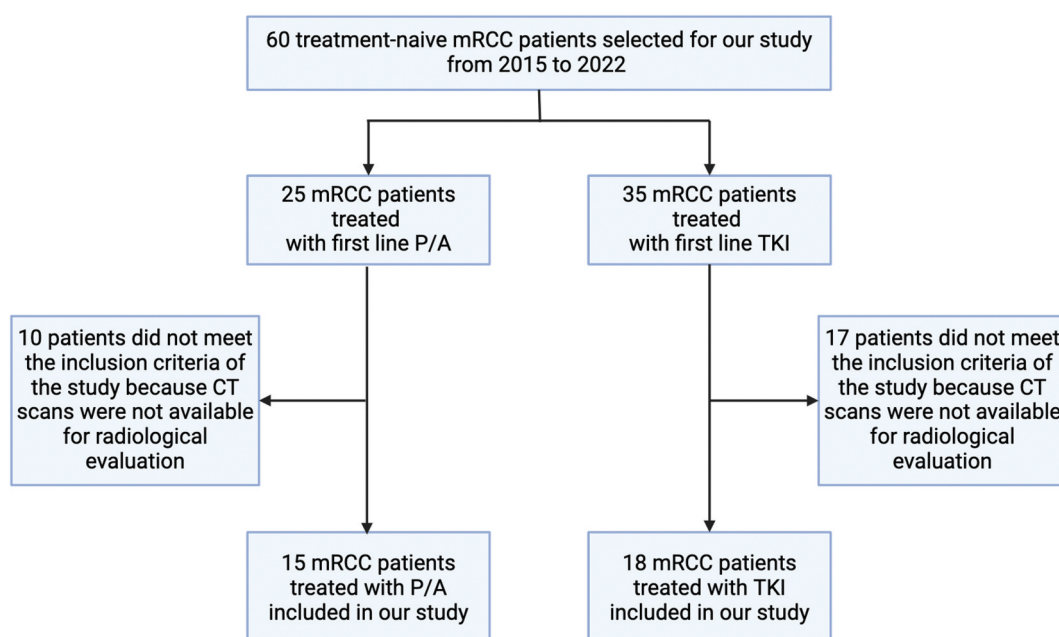 60 treatment-naive mRCC patients selected for our study
from 2015 to 2022
25 mRCC patients
treated
with first line P/A
35 mRCC patients
treated
with first line TKI
10 patients did not meet
the inclusion criteria of
the study because CT
scans were not available
for radiological
evaluation
17 patients did not meet
the inclusion criteria of
the study because CT
scans were not available
for radiological
evaluation
15 mRCC patients
treated with P/A
included in our study
18 mRCC patients
treated with TKI
included in our study